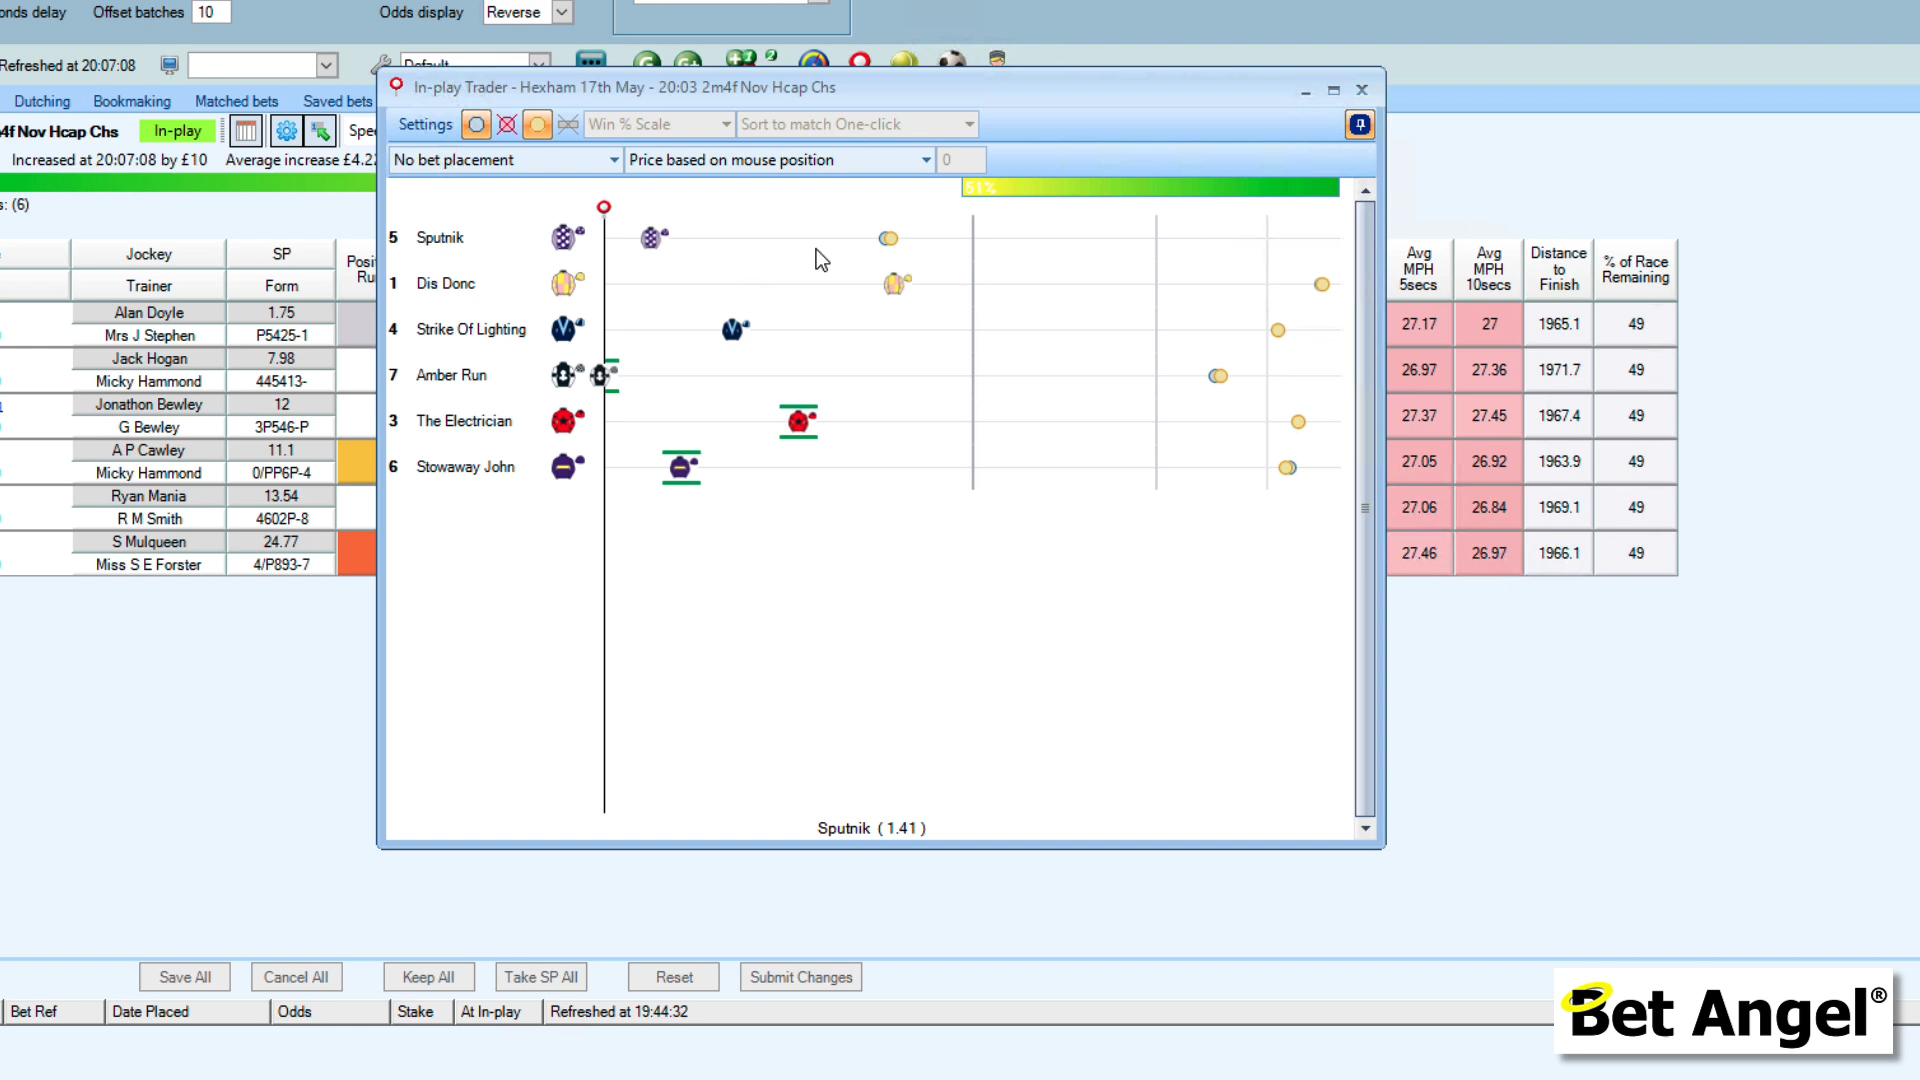 onds delay Offset batches 10 Odds display Reverse
Refreshed at 20:07:08 Default
Dutching Bookmaking Matched bets Saved bets
4f Nov Hcap Chs In-play Spee
Increased at 20:07:08 by £10 Average increase £4.22
s: (6)
In-play Trader - Hexham 17th May - 20:03 2m4f Nov Hcap Chs
Settings Win % Scale Sort to match One-click
No bet placement Price based on mouse position 0
51%
5 Sputnik
1 Dis Donc
4 Strike Of Lighting
7 Amber Run
3 The Electrician
6 Stowaway John
Sputnik ( 1.41 )
Jockey SP Posit
Trainer Form Ru
Alan Doyle 1.75
Mrs J Stephen P5425-1
Jack Hogan 7.98
Micky Hammond 445413-
Jonathon Bewley 12
G Bewley 3P546-P
A P Cawley 11.1
Micky Hammond 0/PP6P-4
Ryan Mania 13.54
R M Smith 4602P-8
S Mulqueen 24.77
Miss S E Forster 4/P893-7
Avg MPH 5secs Avg MPH 10secs Distance to Finish % of Race Remaining
27.17 27 1965.1 49
26.97 27.36 1971.7 49
27.37 27.45 1967.4 49
27.05 26.92 1963.9 49
27.06 26.84 1969.1 49
27.46 26.97 1966.1 49
Save All Cancel All Keep All Take SP All Reset Submit Changes
Bet Ref Date Placed Odds Stake At In-play Refreshed at 19:44:32
Bet Angel®